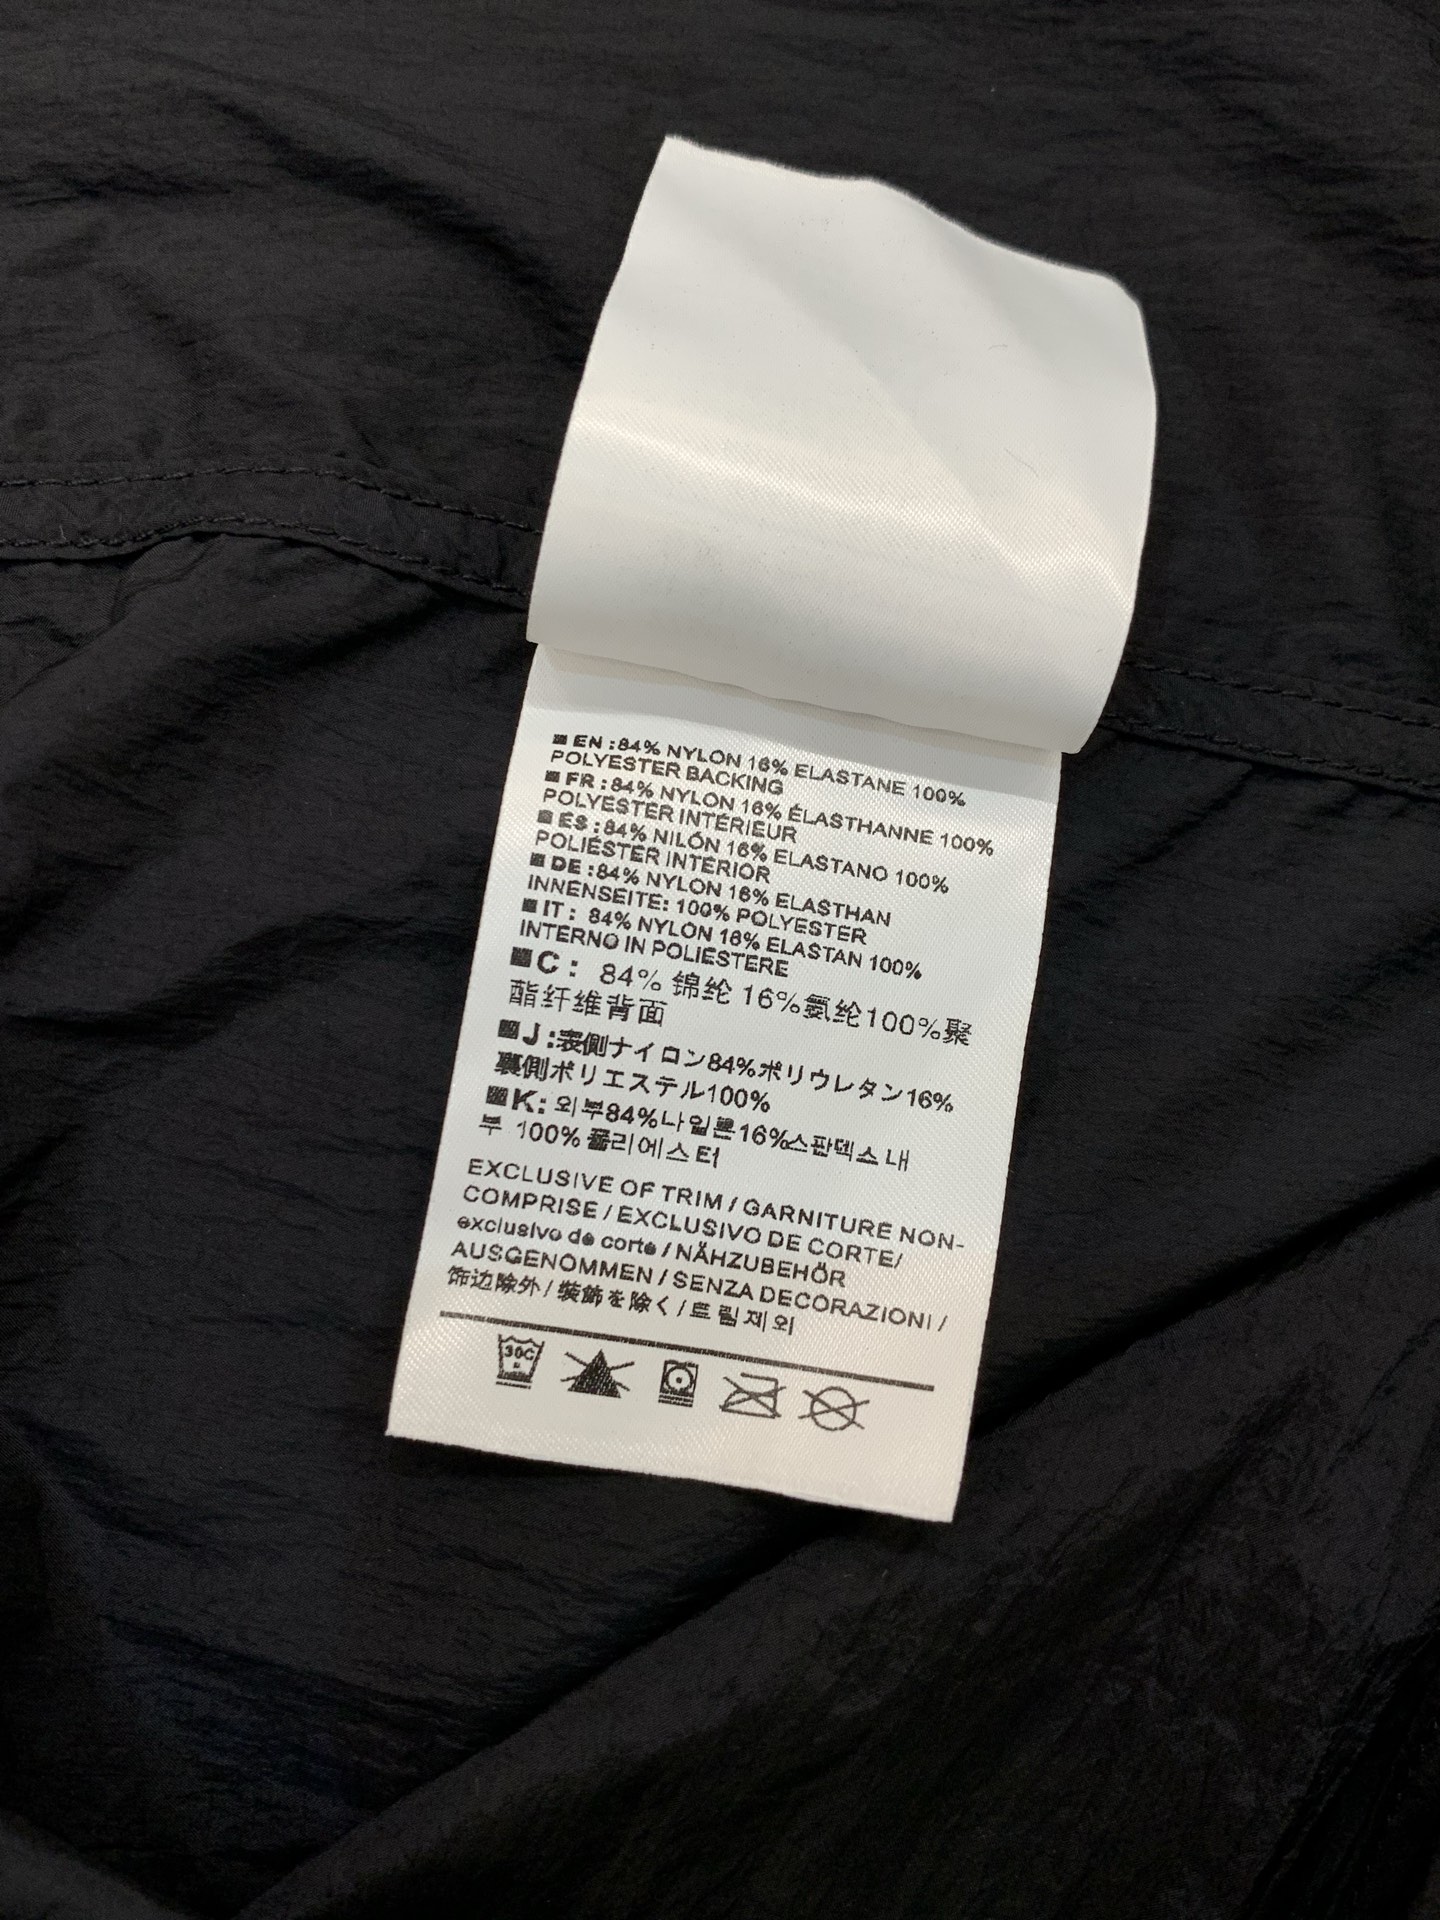 ■EN :84% NYLON 16% ELASTANE 100%
POLYESTER BACKING
■FR :84% NYLON 16% ÉLASTHANNE 100%
POLYESTER INTÉRIEUR
■ES :84% NILÓN 16% ELASTANO 100%
POLIÉSTER INTERIOR
■DE :84% NYLON 16% ELASTHAN
INNENSEITE: 100% POLYESTER
■IT : 84% NYLON 16% ELASTAN 100%
INTERNO IN POLIESTERE
■C : 84% 锦纶 16%氨纶100%聚
酯纤维背面
■J :表側ナイロン84%ポリウレタン16%
裏側ポリエステル100%
■K: 외부84%나일론16%스판덱스 내
부 100% 폴리에스터
EXCLUSIVE OF TRIM / GARNITURE NON-
COMPRISE / EXCLUSIVO DE CORTE/
exclusivo de corte / NÄHZUBEHÖR
AUSGENOMMEN / SENZA DECORAZIONI /
饰边除外 / 装飾を除く / 트림제외
30C